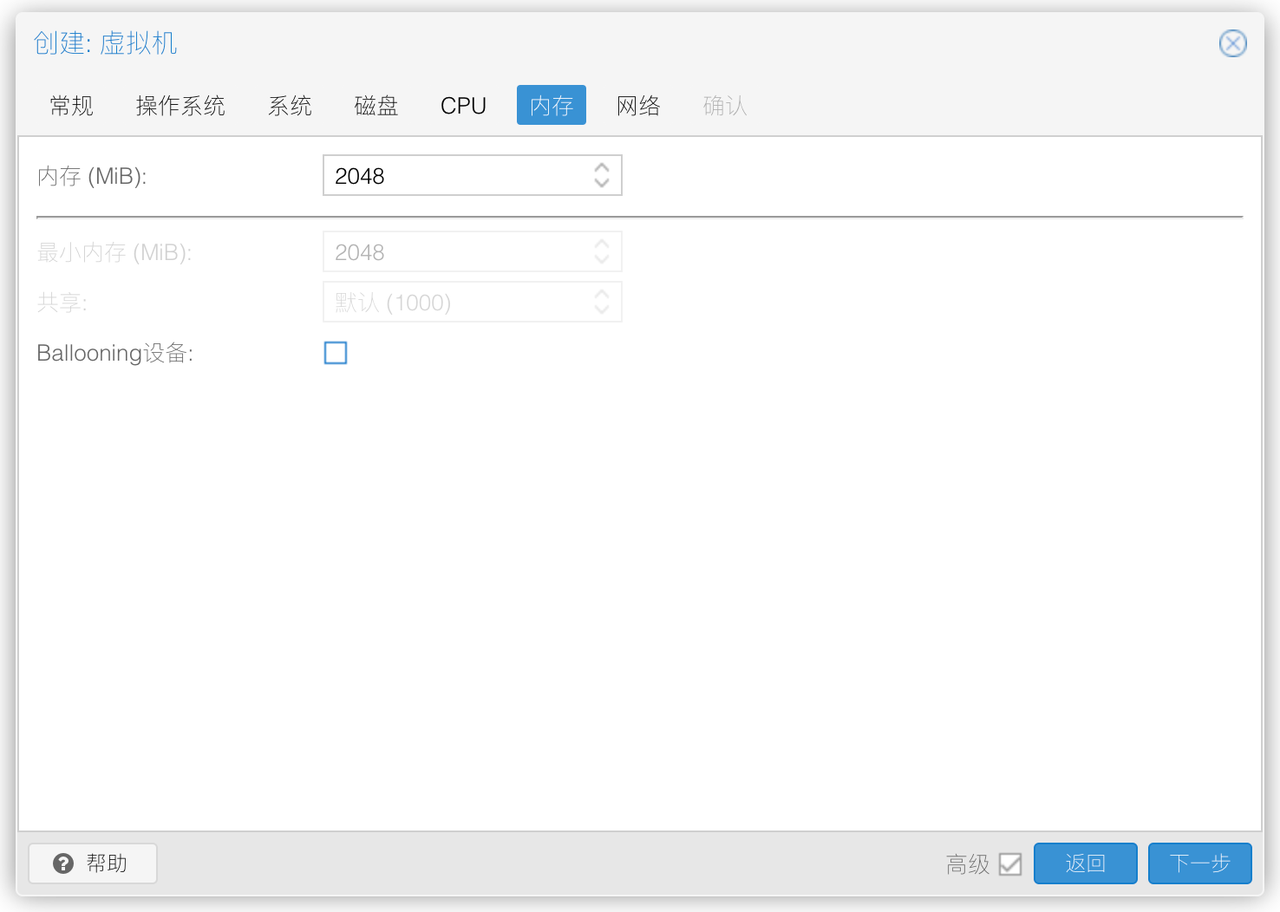 创建: 虚拟机
常规 操作系统 系统 磁盘 CPU 内存 网络 确认
内存 (MiB): 2048
最小内存 (MiB): 2048
共享: 默认 (1000)
Ballooning设备:
? 帮助 高级 返回 下一步